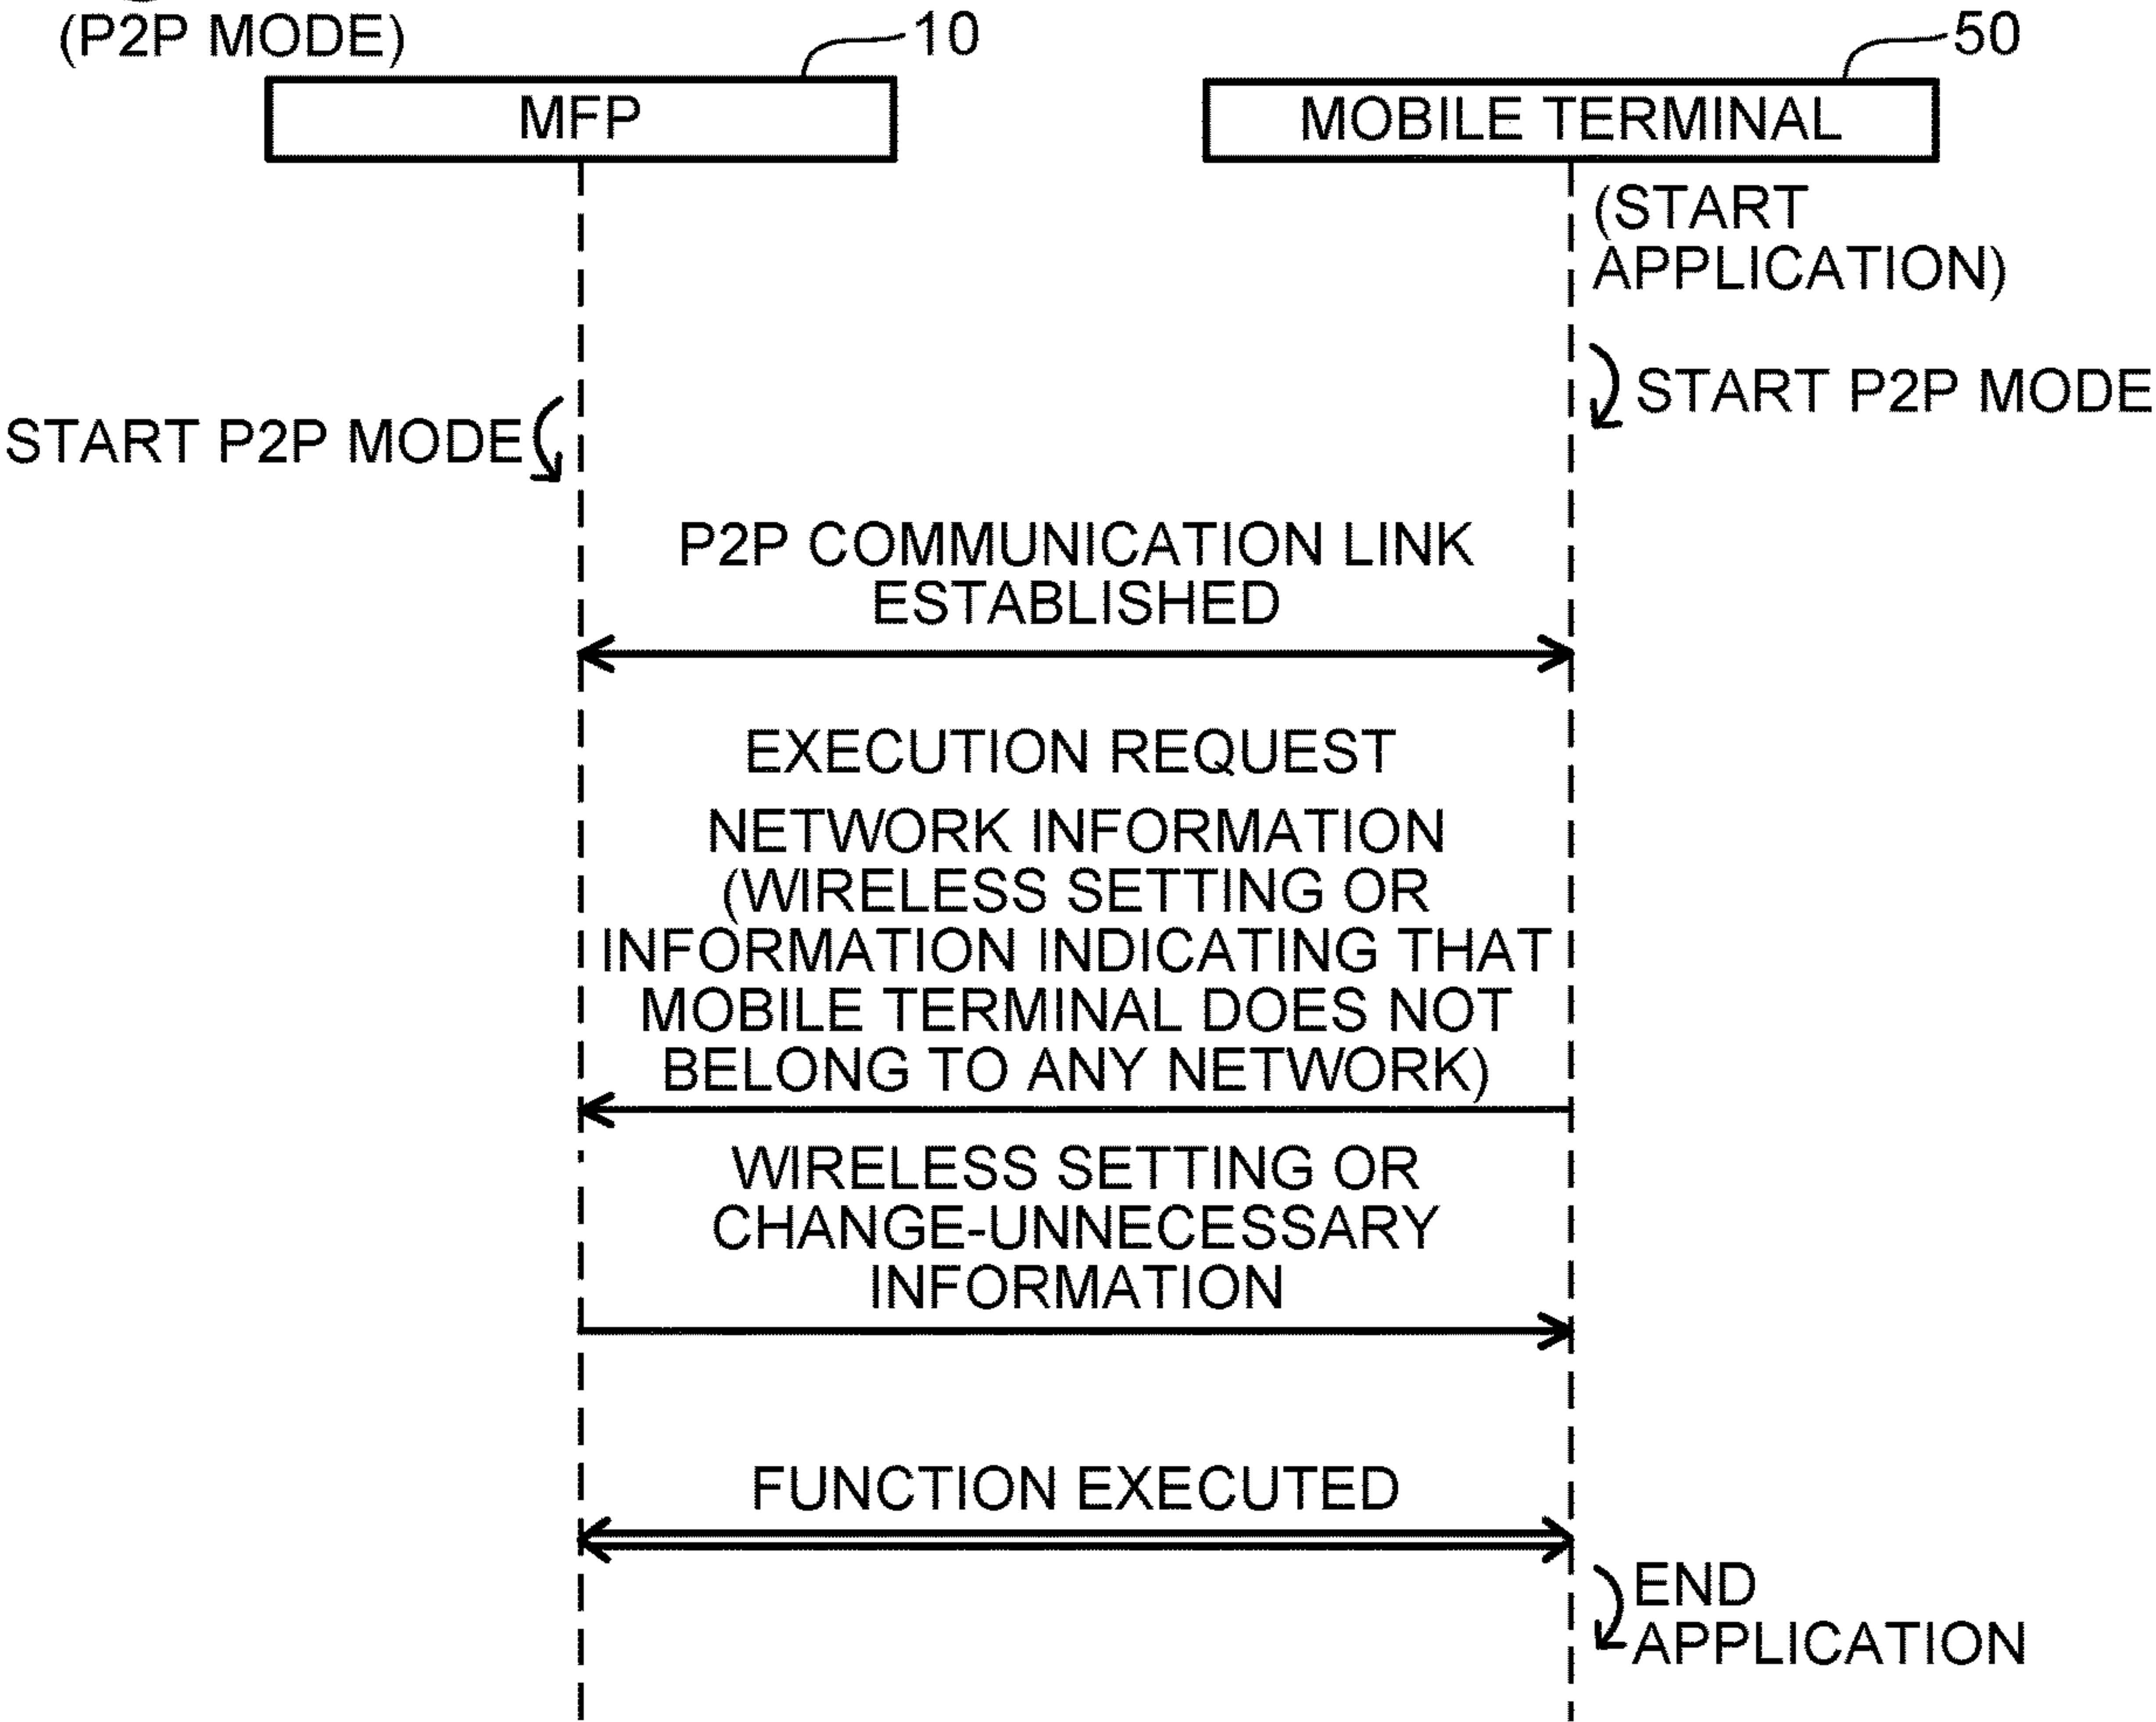 (P2P MODE)
10
50
MFP
MOBILE TERMINAL
(START
APPLICATION)
START P2P MODE
START P2P MODE
P2P COMMUNICATION LINK
ESTABLISHED
EXECUTION REQUEST
NETWORK INFORMATION
(WIRELESS SETTING OR
INFORMATION INDICATING THAT
MOBILE TERMINAL DOES NOT
BELONG TO ANY NETWORK)
WIRELESS SETTING OR
CHANGE-UNNECESSARY
INFORMATION
FUNCTION EXECUTED
END
APPLICATION